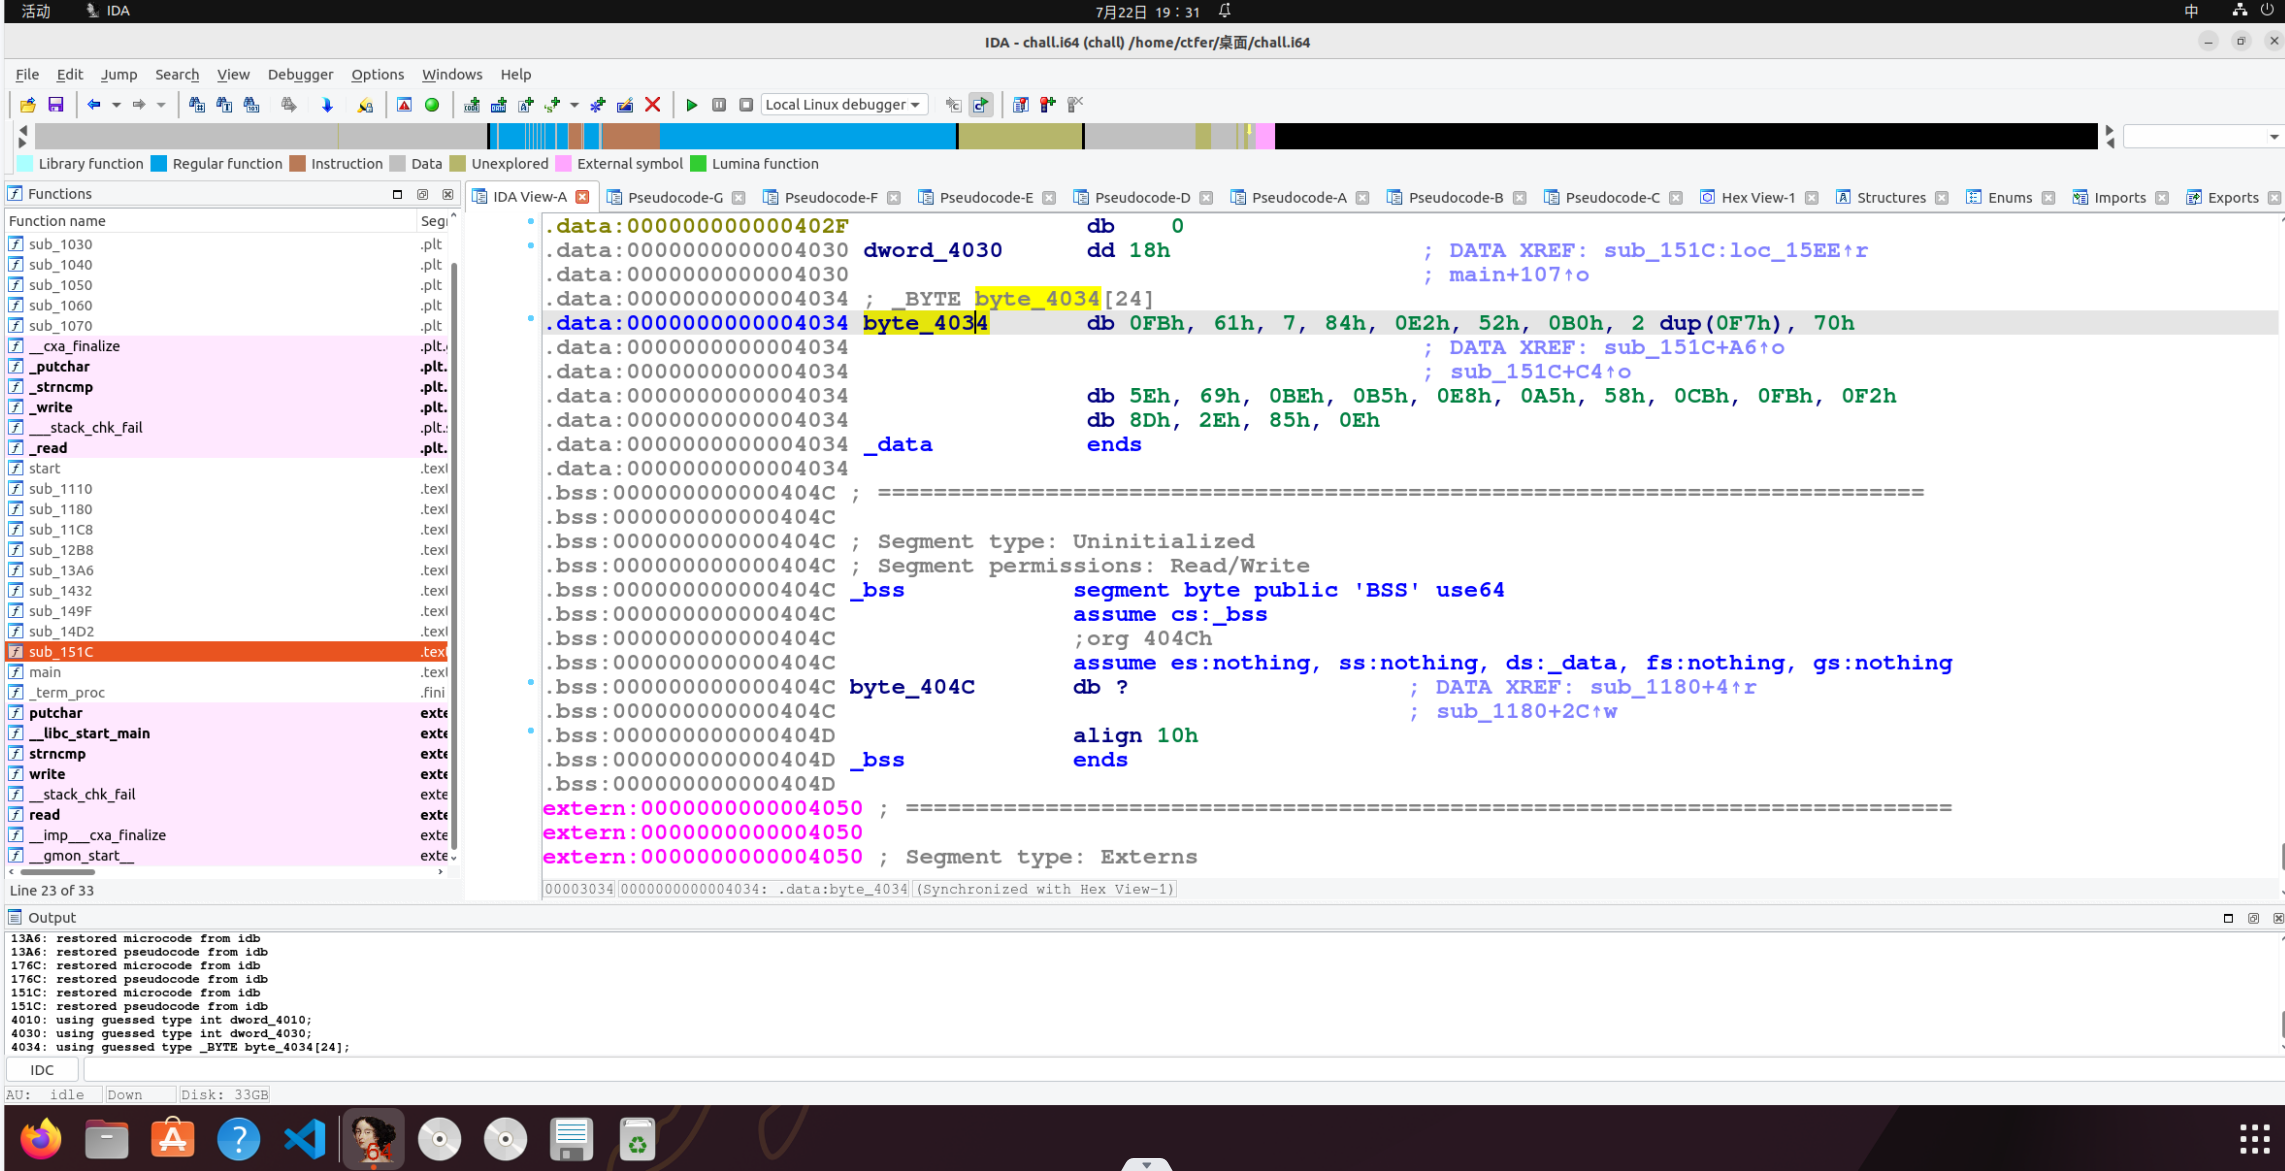 活动 IDA 7月22日 19：31 中
IDA - chall.i64 (chall) /home/ctfer/桌面/chall.i64
File Edit Jump Search View Debugger Options Windows Help
Local Linux debugger
Library function Regular function Instruction Data Unexplored External symbol Lumina function
Functions
Function name Seg
sub_1030 .plt
sub_1040 .plt
sub_1050 .plt
sub_1060 .plt
sub_1070 .plt
__cxa_finalize .plt.
_putchar .plt.
_strncmp .plt.
_write .plt.
___stack_chk_fail .plt.
_read .plt.
start .text
sub_1110 .text
sub_1180 .text
sub_11C8 .text
sub_12B8 .text
sub_13A6 .text
sub_1432 .text
sub_149F .text
sub_14D2 .text
sub_151C .text
main .text
_term_proc .fini
putchar exte
__libc_start_main exte
strncmp exte
write exte
__stack_chk_fail exte
read exte
__imp___cxa_finalize exte
__gmon_start__ exte
Line 23 of 33
IDA View-A Pseudocode-G Pseudocode-F Pseudocode-E Pseudocode-D Pseudocode-A Pseudocode-B Pseudocode-C Hex View-1 Structures Enums Imports Exports
.data:000000000000402F db 0
.data:0000000000004030 dword_4030 dd 18h ; DATA XREF: sub_151C:loc_15EE↑r
.data:0000000000004030 ; main+107↑o
.data:0000000000004034 ; _BYTE byte_4034[24]
.data:0000000000004034 byte_4034 db 0FBh, 61h, 7, 84h, 0E2h, 52h, 0B0h, 2 dup(0F7h), 70h
.data:0000000000004034 ; DATA XREF: sub_151C+A6↑o
.data:0000000000004034 ; sub_151C+C4↑o
.data:0000000000004034 db 5Eh, 69h, 0BEh, 0B5h, 0E8h, 0A5h, 58h, 0CBh, 0FBh, 0F2h
.data:0000000000004034 db 8Dh, 2Eh, 85h, 0Eh
.data:0000000000004034 _data ends
.data:0000000000004034
.bss:000000000000404C ; ===========================================================================
.bss:000000000000404C
.bss:000000000000404C ; Segment type: Uninitialized
.bss:000000000000404C ; Segment permissions: Read/Write
.bss:000000000000404C _bss segment byte public 'BSS' use64
.bss:000000000000404C assume cs:_bss
.bss:000000000000404C ;org 404Ch
.bss:000000000000404C assume es:nothing, ss:nothing, ds:_data, fs:nothing, gs:nothing
.bss:000000000000404C byte_404C db ? ; DATA XREF: sub_1180+4↑r
.bss:000000000000404C ; sub_1180+2C↑w
.bss:000000000000404D align 10h
.bss:000000000000404D _bss ends
.bss:000000000000404D
extern:0000000000004050 ; ===========================================================================
extern:0000000000004050
extern:0000000000004050 ; Segment type: Externs
00003034 0000000000004034: .data:byte_4034 (Synchronized with Hex View-1)
Output
13A6: restored microcode from idb
13A6: restored pseudocode from idb
176C: restored microcode from idb
176C: restored pseudocode from idb
151C: restored microcode from idb
151C: restored pseudocode from idb
4010: using guessed type int dword_4010;
4030: using guessed type int dword_4030;
4034: using guessed type _BYTE byte_4034[24];
IDC
AU: idle Down Disk: 33GB
64